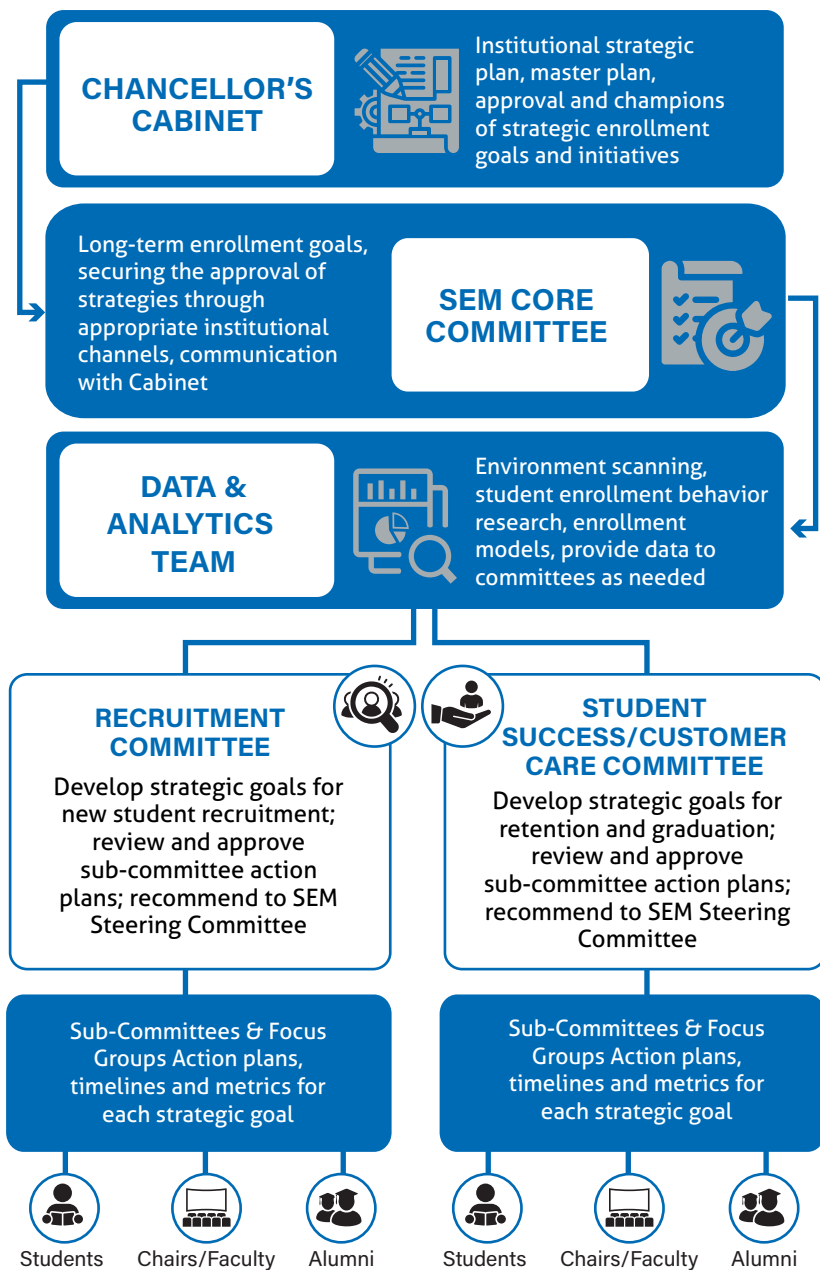 CHANCELLOR'S
CABINET
Institutional strategic
plan, master plan,
approval and champions
of strategic enrollment
goals and initiatives
Long-term enrollment goals,
securing the approval of
strategies through
appropriate institutional
channels, communication
with Cabinet
SEM CORE
COMMITTEE
DATA &
ANALYTICS
TEAM
Environment scanning,
student enrollment behavior
research, enrollment
models, provide data to
committees as needed
RECRUITMENT
COMMITTEE
Develop strategic goals for
new student recruitment;
review and approve
sub-committee action
plans; recommend to SEM
Steering Committee
STUDENT
SUCCESS/CUSTOMER
CARE COMMITTEE
Develop strategic goals for
retention and graduation;
review and approve
sub-committee action plans;
recommend to SEM Steering
Committee
Sub-Committees & Focus
Groups Action plans,
timelines and metrics for
each strategic goal
Sub-Committees & Focus
Groups Action plans,
timelines and metrics for
each strategic goal
Students
Chairs/Faculty
Alumni
Students
Chairs/Faculty
Alumni